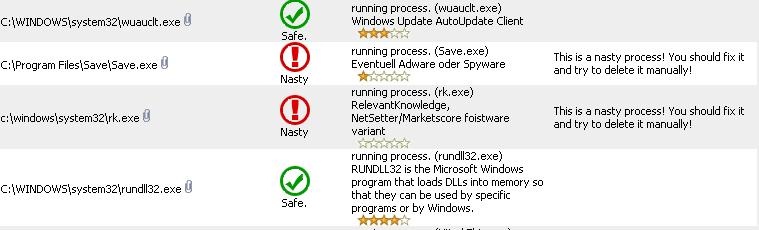 C:\WINDOWS\system32\wuauclt.exe
Safe.
running process. (wuauclt.exe)
Windows Update AutoUpdate Client
C:\Program Files\Save\Save.exe
Nasty
running process. (Save.exe)
Eventuell Adware oder Spyware
This is a nasty process! You should fix it
and try to delete it manually!
c:\windows\system32\rk.exe
Nasty
running process. (rk.exe)
RelevantKnowledge,
NetSetter/Marketscore foistware
variant
This is a nasty process! You should fix it
and try to delete it manually!
C:\WINDOWS\system32\rundll32.exe
Safe.
running process. (rundll32.exe)
RUNDLL32 is the Microsoft Windows
program that loads DLLs into memory so
that they can be used by specific
programs or by Windows.